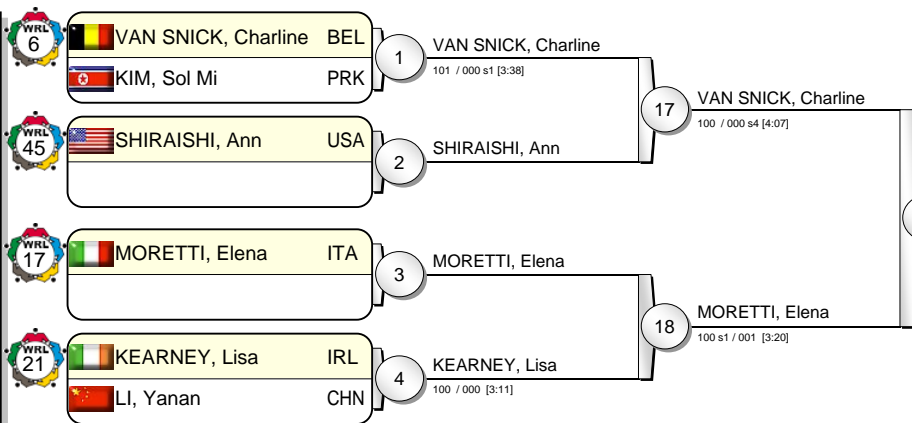 WRL 6 VAN SNICK, Charline BEL
KIM, Sol Mi PRK
1 VAN SNICK, Charline
101 / 000 s1 [3:38]
WRL 45 SHIRAISHI, Ann USA
2 SHIRAISHI, Ann
17 VAN SNICK, Charline
100 / 000 s4 [4:07]
WRL 17 MORETTI, Elena ITA
3 MORETTI, Elena
WRL 21 KEARNEY, Lisa IRL
LI, Yanan CHN
4 KEARNEY, Lisa
100 / 000 [3:11]
18 MORETTI, Elena
100 s1 / 001 [3:20]